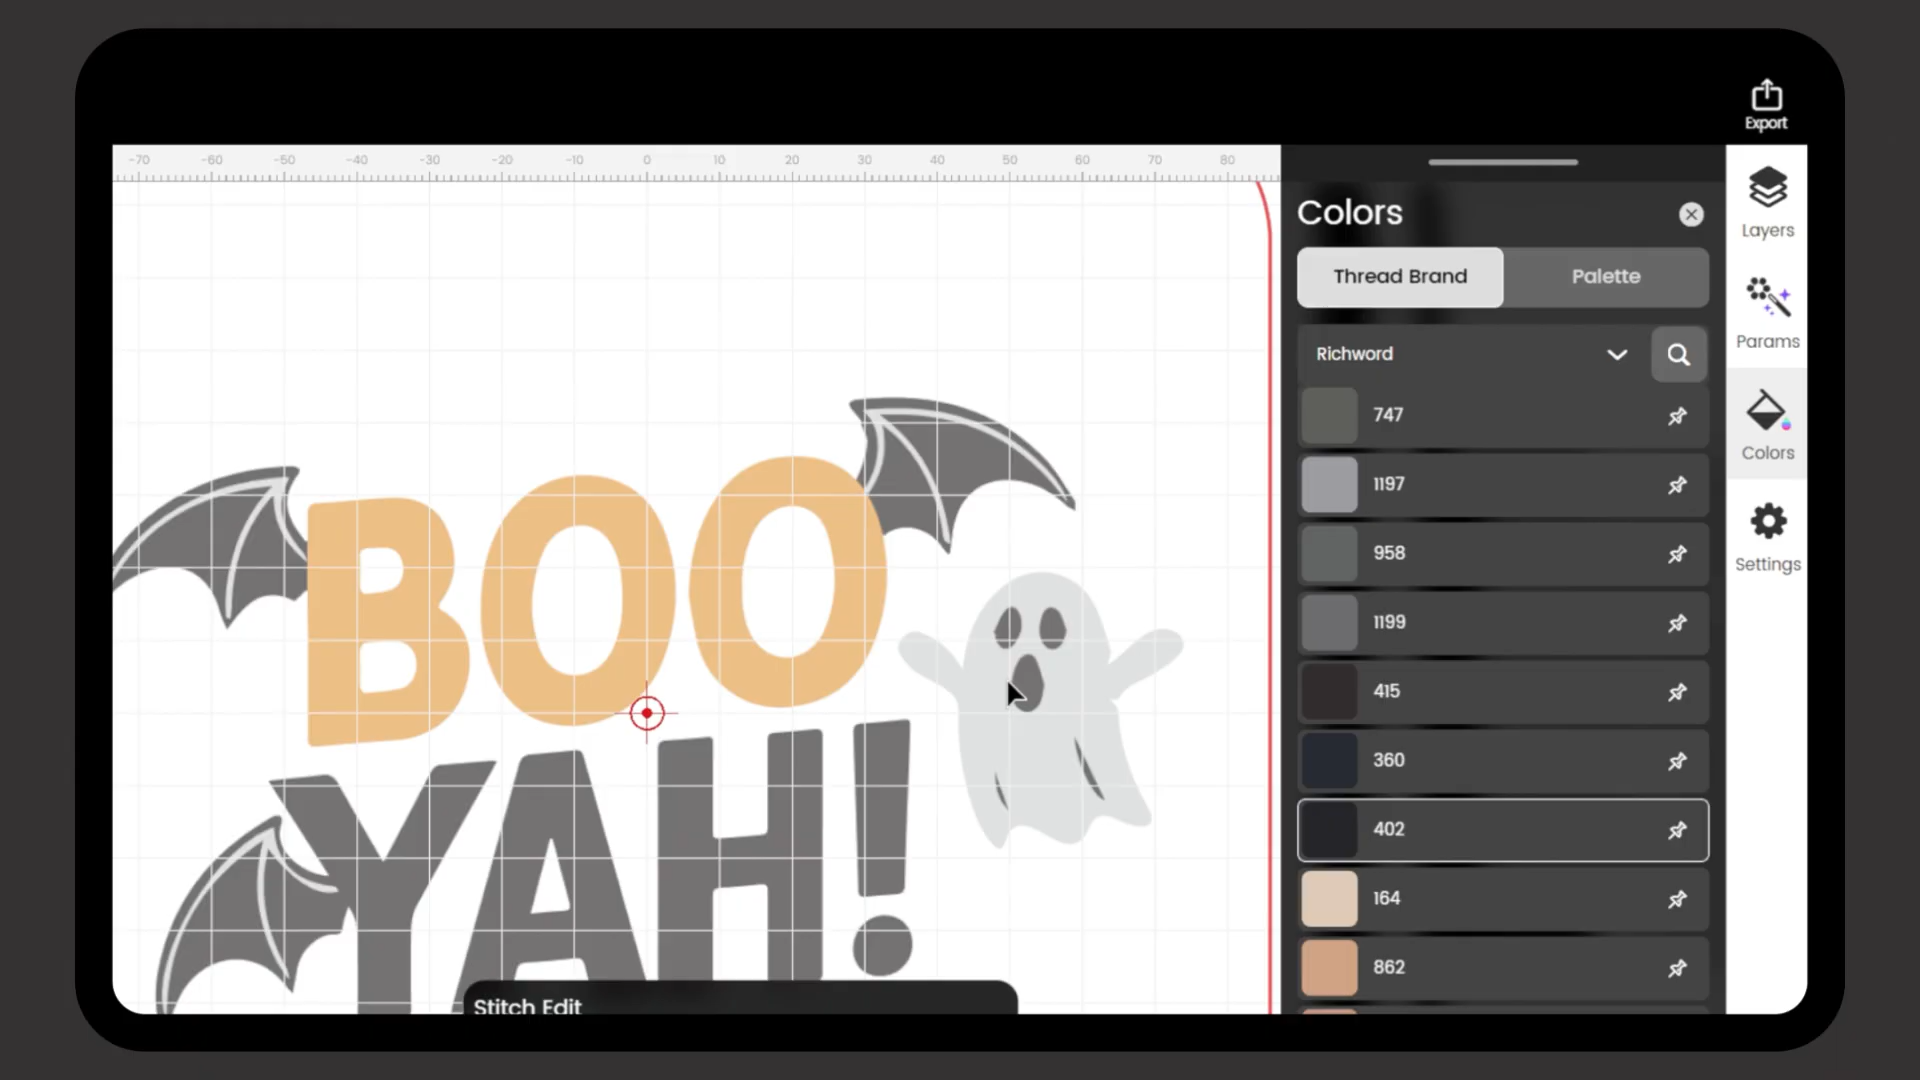 Export
-70 -60 -50 -40 -30 -20 -10 0 10 20 30 40 50 60 70 80
BOO
YAH!
Stitch Edit
Colors
Thread Brand Palette
Richword
747
1197
958
1199
415
360
402
164
862
Layers
Params
Colors
Settings